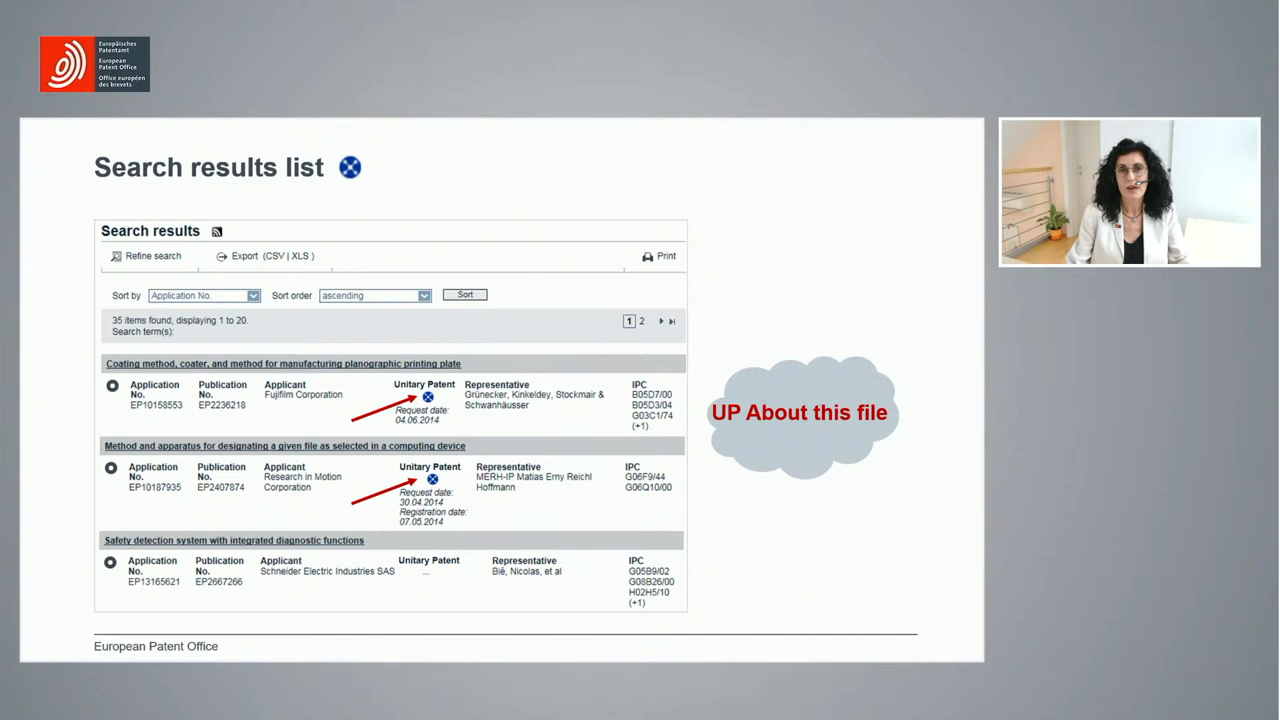 Europäisches
Patentamt
European
Patent Office
Office européen
des brevets
Search results list
Search results
Refine search
Export (CSV | XLS )
Print
Sort by
Application No.
Sort order
ascending
Sort
35 items found, displaying 1 to 20.
1 2
Search term(s):
Coating method, coater, and method for manufacturing planographic printing plate
Application
No.
EP10158553
Publication
No.
EP2236218
Applicant
Fujifilm Corporation
Unitary Patent
Request date:
04.06.2014
Representative
Grünecker, Kinkeldey, Stockmair &
Schwanhäusser
IPC
B05D7/00
B05D3/04
G03C1/74
(+1)
UP About this file
Method and apparatus for designating a given file as selected in a computing device
Application
No.
EP10187935
Publication
No.
EP2407874
Applicant
Research in Motion
Corporation
Unitary Patent
Request date:
30.04.2014
Registration date:
07.05.2014
Representative
MERH-IP Matias Erny Reichl
Hoffmann
IPC
G06F9/44
G06Q10/00
Safety detection system with integrated diagnostic functions
Application
No.
EP13165621
Publication
No.
EP2667266
Applicant
Schneider Electric Industries SAS
Unitary Patent
...
Representative
Bié, Nicolas, et al
IPC
G05B9/02
G08B26/00
H02H5/10
(+1)
European Patent Office